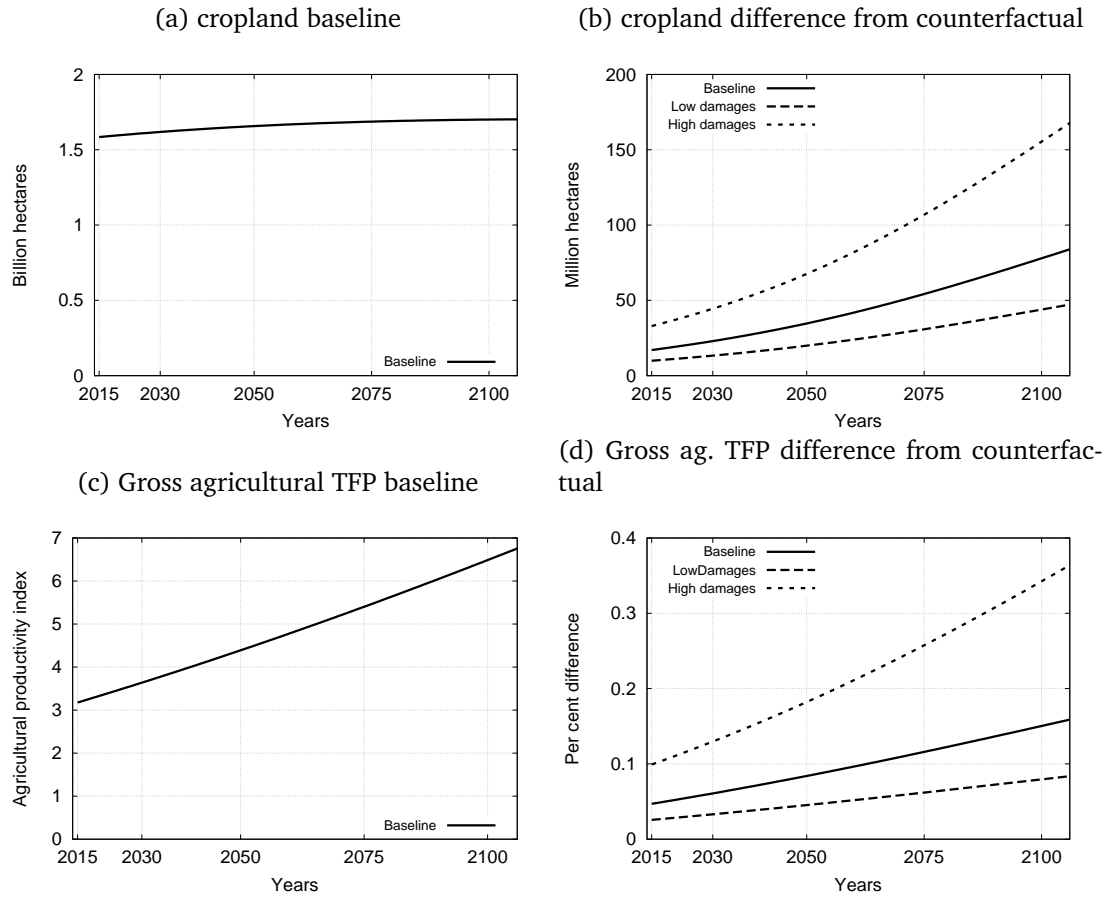 (a) cropland baseline
2
1.5
1
0.5
0
Billion hectares
Baseline
2015 2030 2050 2075 2100
Years
(b) cropland difference from counterfactual
200
150
100
50
0
Million hectares
Baseline
Low damages
High damages
2015 2030 2050 2075 2100
Years
(c) Gross agricultural TFP baseline
7
6
5
4
3
2
1
0
Agricultural productivity index
Baseline
2015 2030 2050 2075 2100
Years
(d) Gross ag. TFP difference from counterfac-
tual
0.4
0.3
0.2
0.1
0
Per cent difference
Baseline
LowDamages
High damages
2015 2030 2050 2075 2100
Years